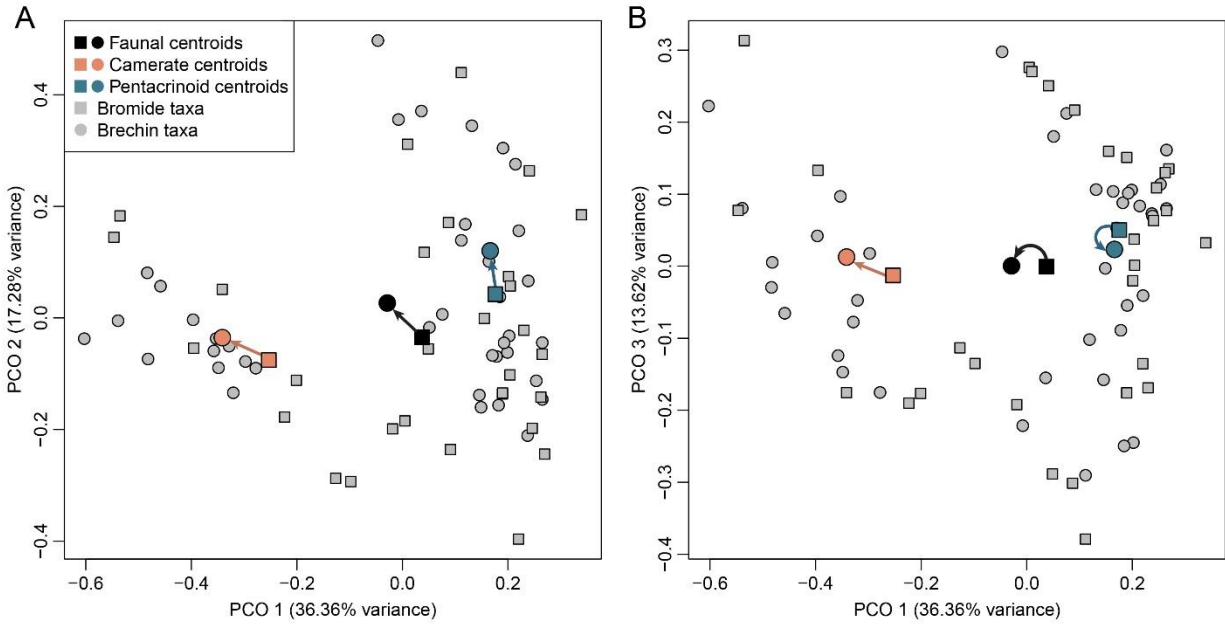 A
Faunal centroids
Camerate centroids
Pentacrinoid centroids
Bromide taxa
Brechin taxa
0.4
0.2
0.0
−0.2
−0.4
PCO 2 (17.28% variance)
−0.6
−0.4
−0.2
0.0
0.2
PCO 1 (36.36% variance)
B
0.3
0.2
0.1
0.0
−0.1
−0.2
−0.3
−0.4
PCO 3 (13.62% variance)
−0.6
−0.4
−0.2
0.0
0.2
PCO 1 (36.36% variance)